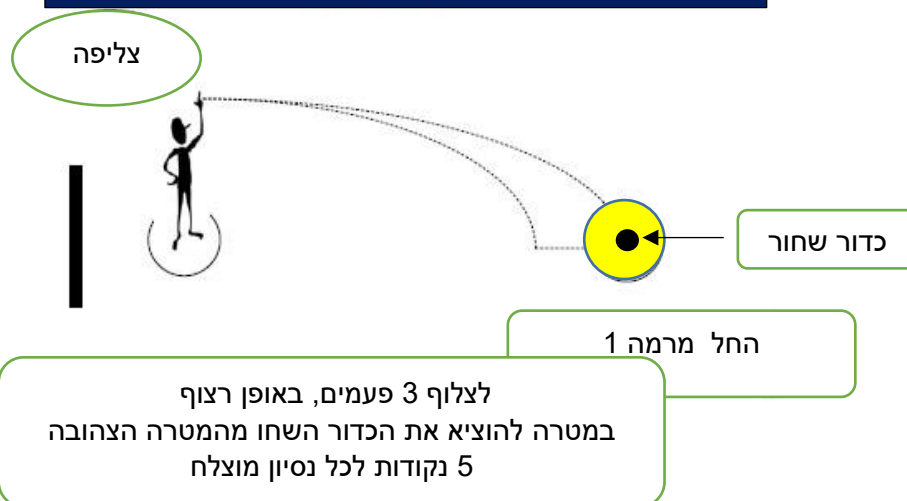 צליפה
כדור שחור
החל מרמה 1
לצלוף 3 פעמים, באופן רצוף
במטרה להוציא את הכדור השחו מהמטרה הצהובה
5 נקודות לכל נסיון מוצלח